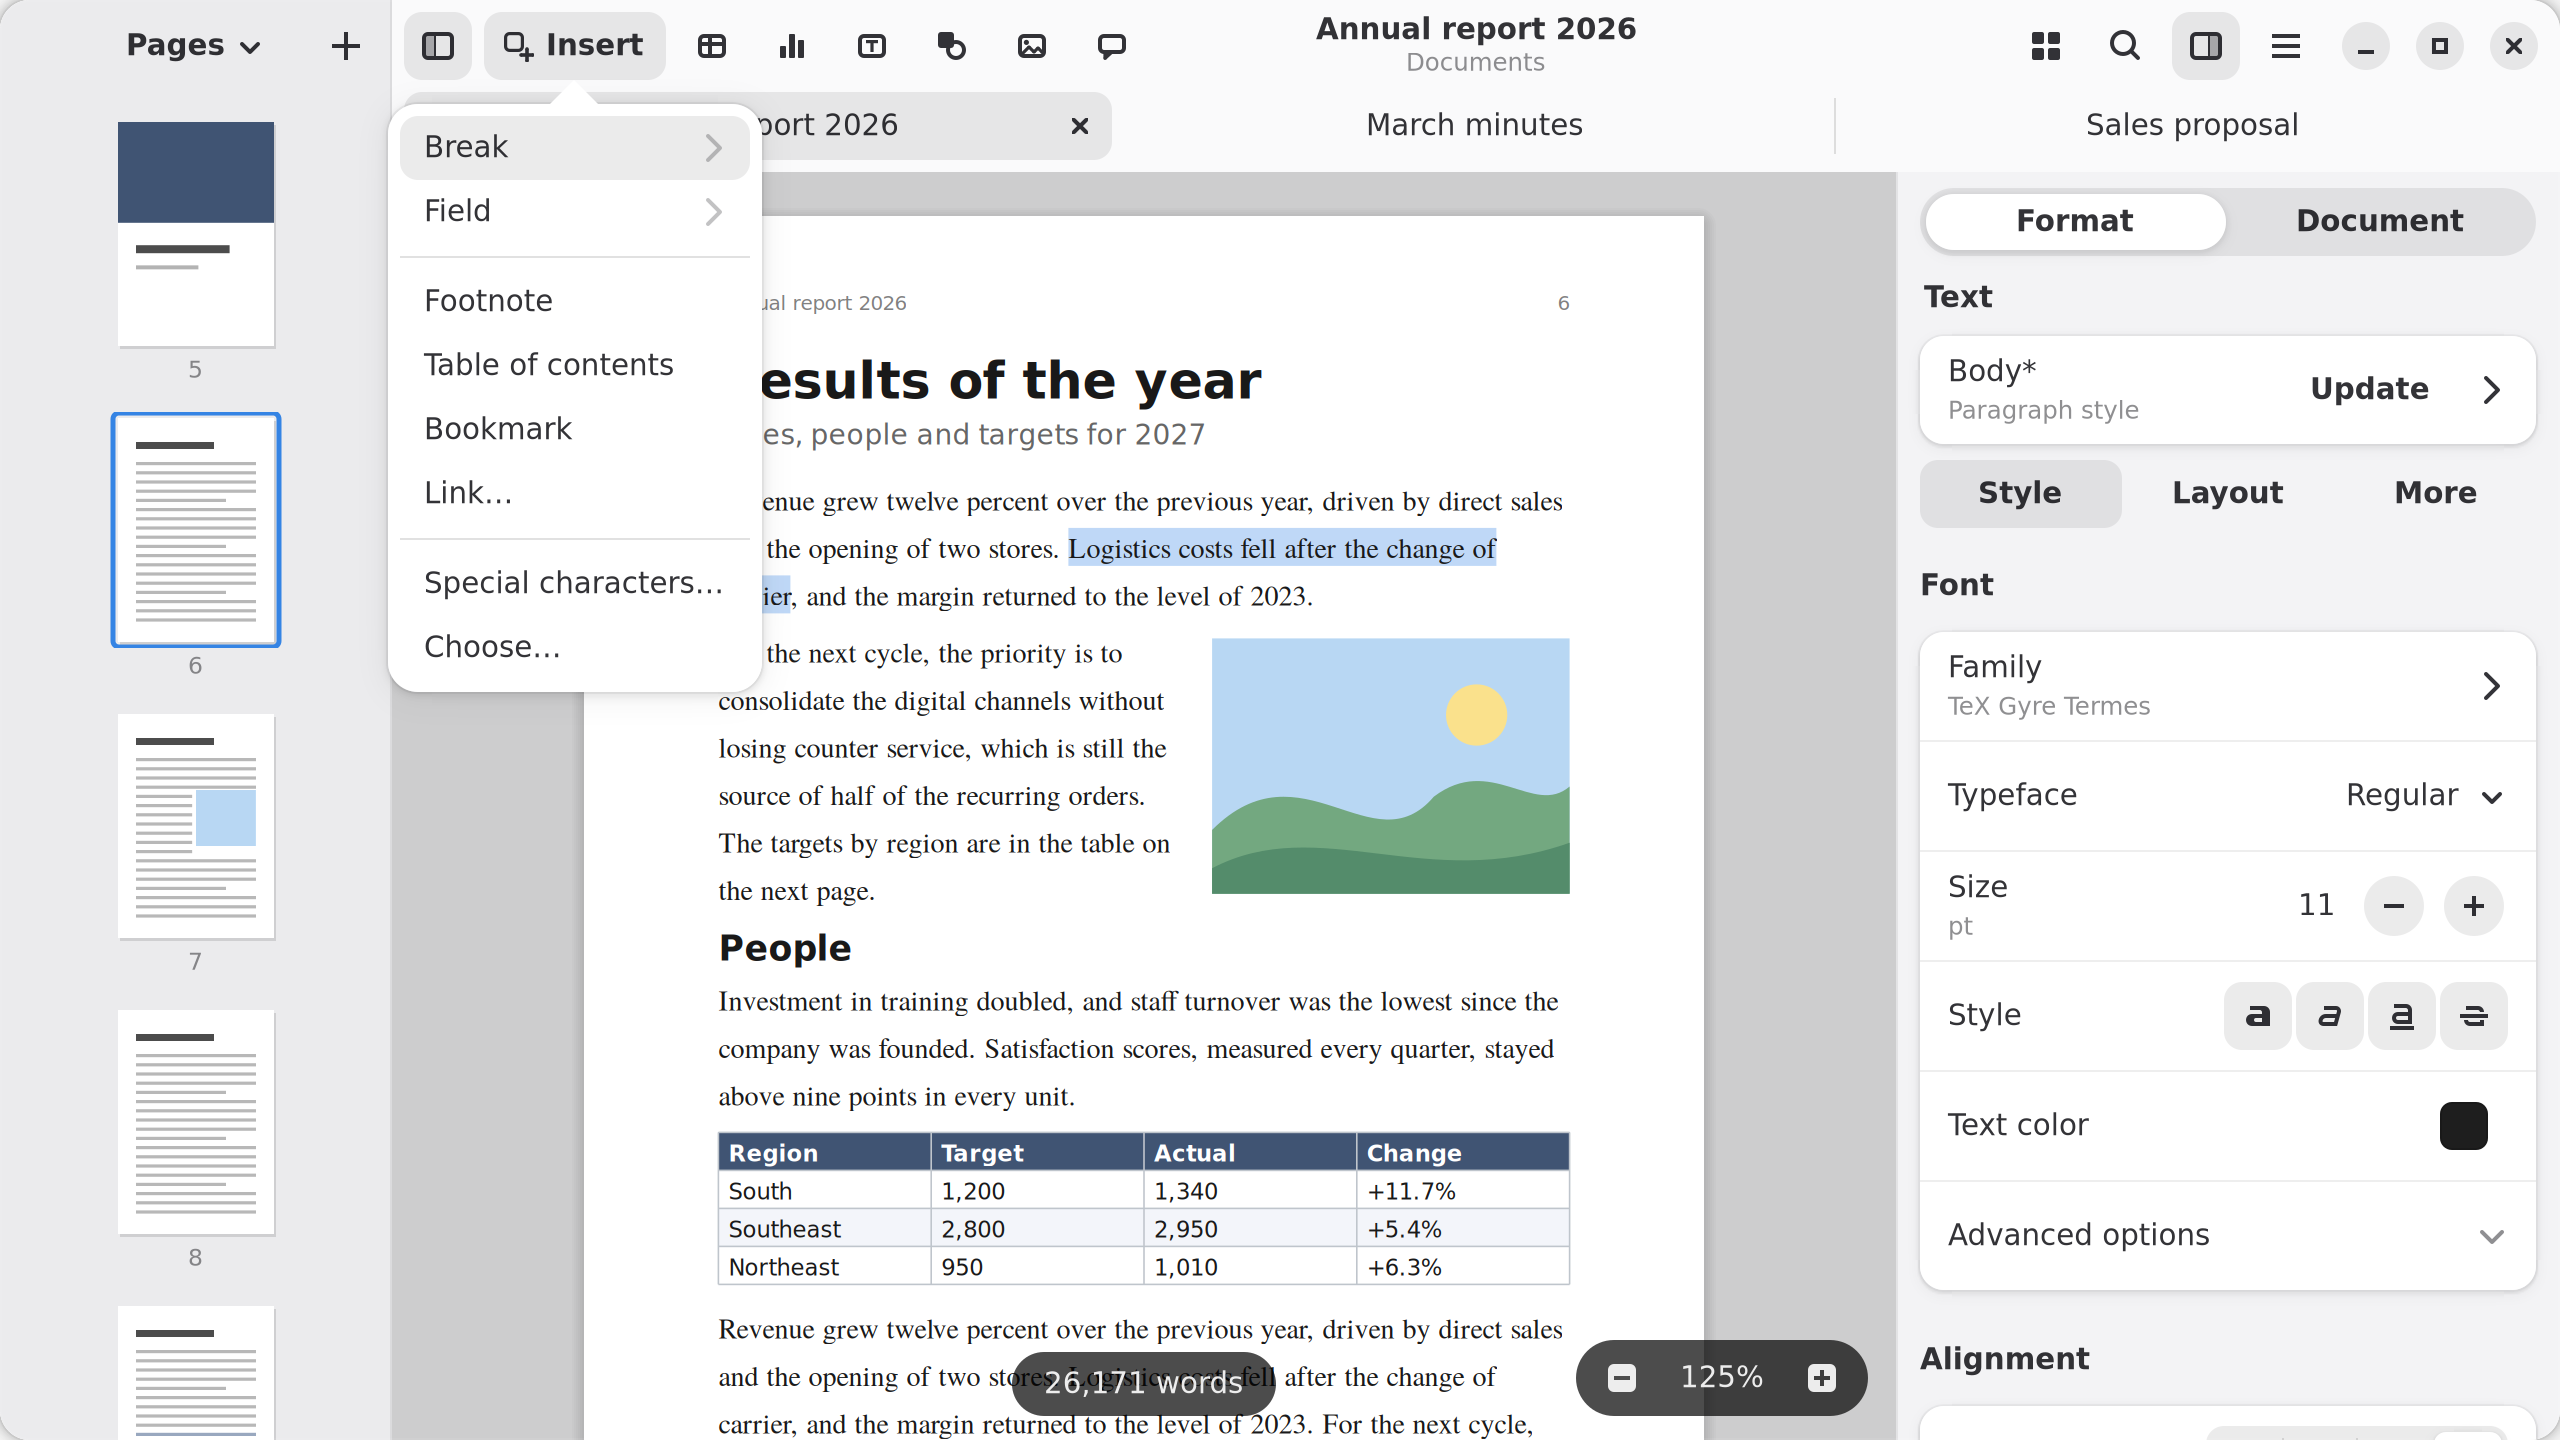 Pages
Insert
Annual report 2026
Documents
port 2026
March minutes
Sales proposal
Break
Field
Footnote
Table of contents
Bookmark
Link...
Special characters...
Choose...
5
6
7
8
ual report 2026
6
esults of the year
es, people and targets for 2027
enue grew twelve percent over the previous year, driven by direct sales
the opening of two stores. Logistics costs fell after the change of
ier, and the margin returned to the level of 2023.
the next cycle, the priority is to
consolidate the digital channels without
losing counter service, which is still the
source of half of the recurring orders.
The targets by region are in the table on
the next page.
People
Investment in training doubled, and staff turnover was the lowest since the
company was founded. Satisfaction scores, measured every quarter, stayed
above nine points in every unit.
Region Target Actual Change
South 1,200 1,340 +11.7%
Southeast 2,800 2,950 +5.4%
Northeast 950 1,010 +6.3%
Revenue grew twelve percent over the previous year, driven by direct sales
and the opening of two stores. Logistics costs fell after the change of
carrier, and the margin returned to the level of 2023. For the next cycle,
26,171 words
125%
Format
Document
Text
Body*
Paragraph style
Update
Style
Layout
More
Font
Family
TeX Gyre Termes
Typeface
Regular
Size
pt
11
Style
a a a S
Text color
Advanced options
Alignment